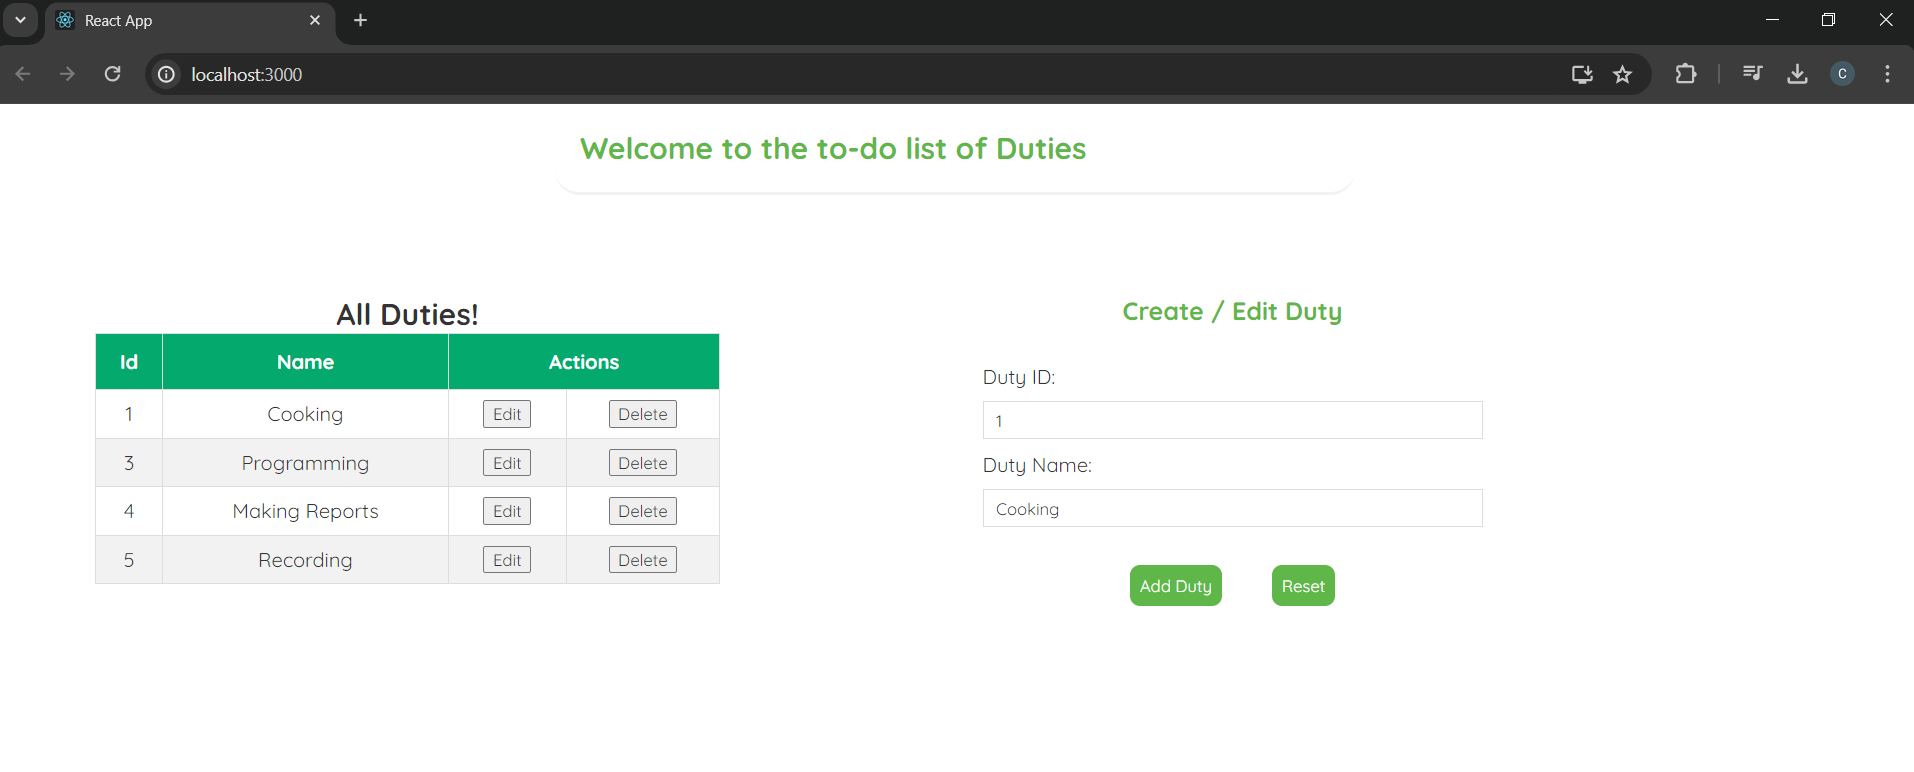 React App
localhost:3000
C
Welcome to the to-do list of Duties
All Duties!
Id Name Actions
1 Cooking Edit Delete
3 Programming Edit Delete
4 Making Reports Edit Delete
5 Recording Edit Delete
Create / Edit Duty
Duty ID:
1
Duty Name:
Cooking
Add Duty Reset